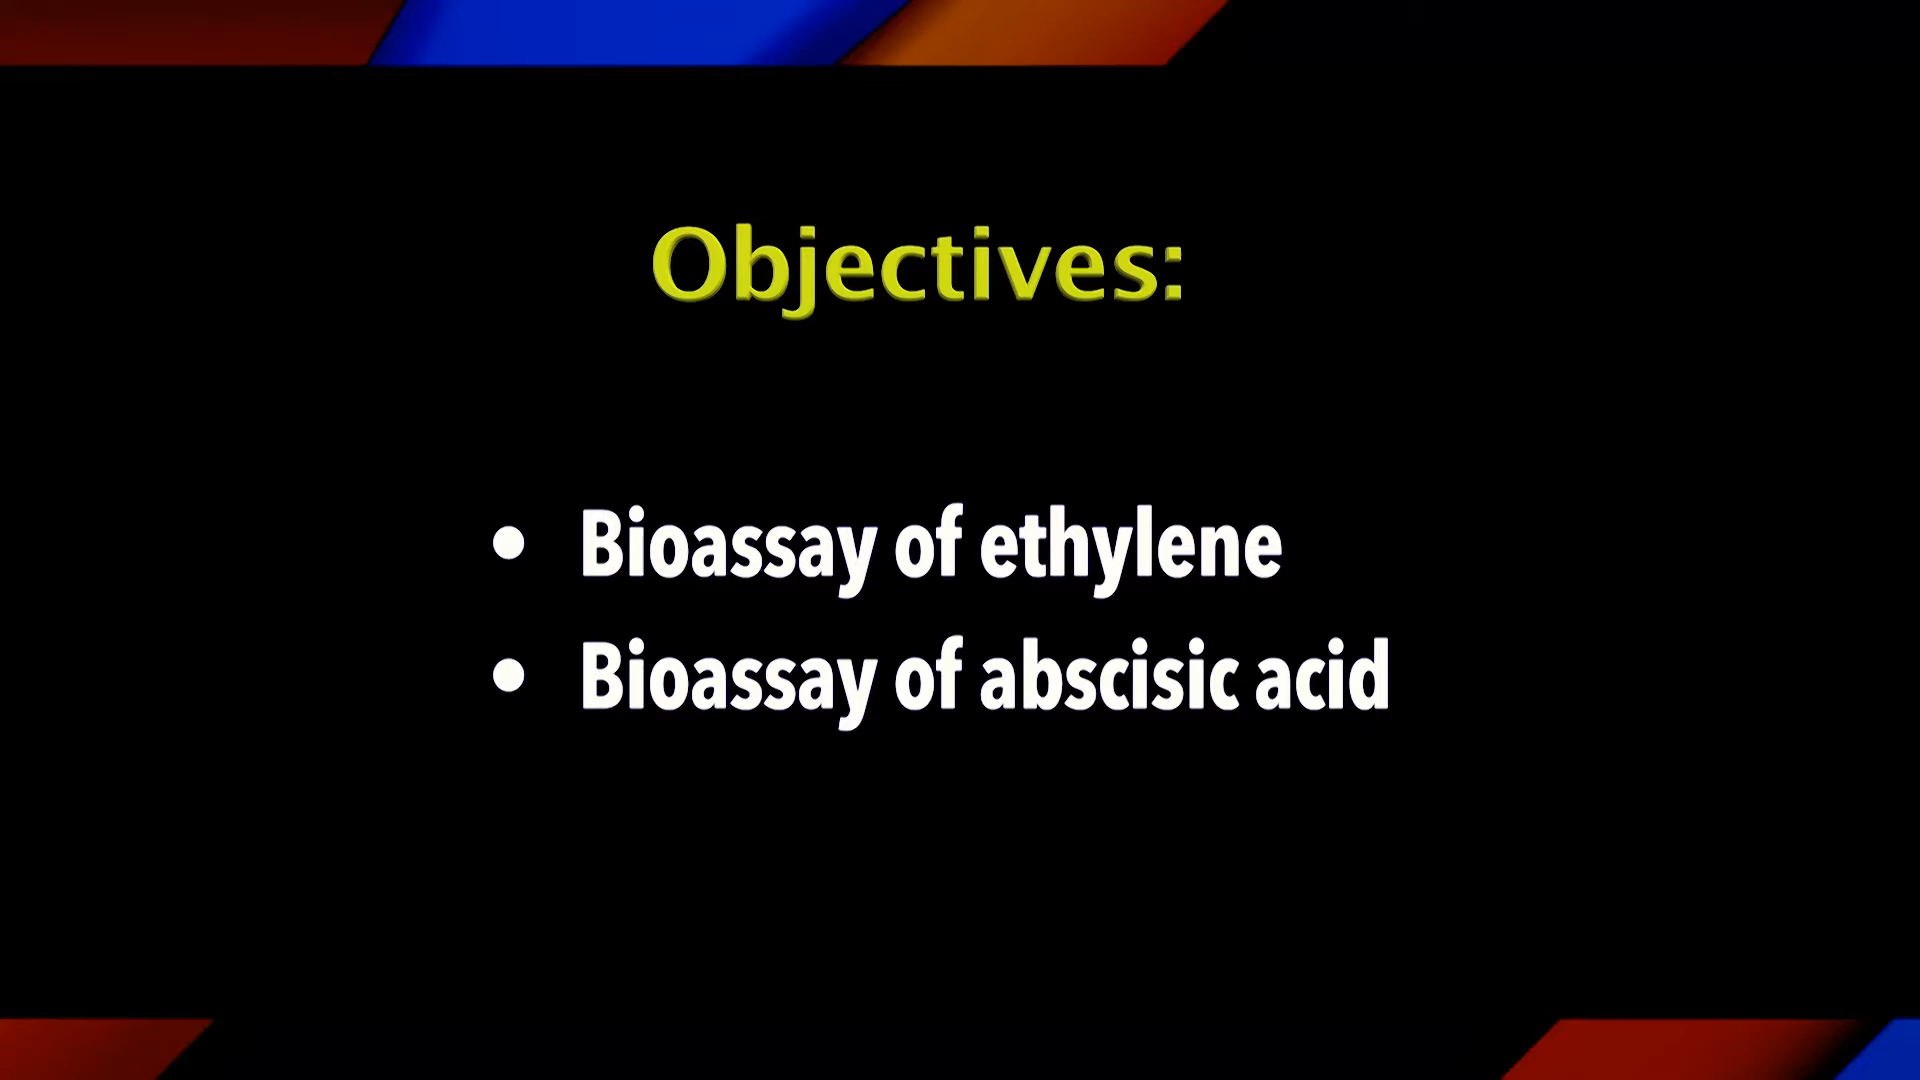 Objectives:
• Bioassay of ethylene
• Bioassay of abscisic acid